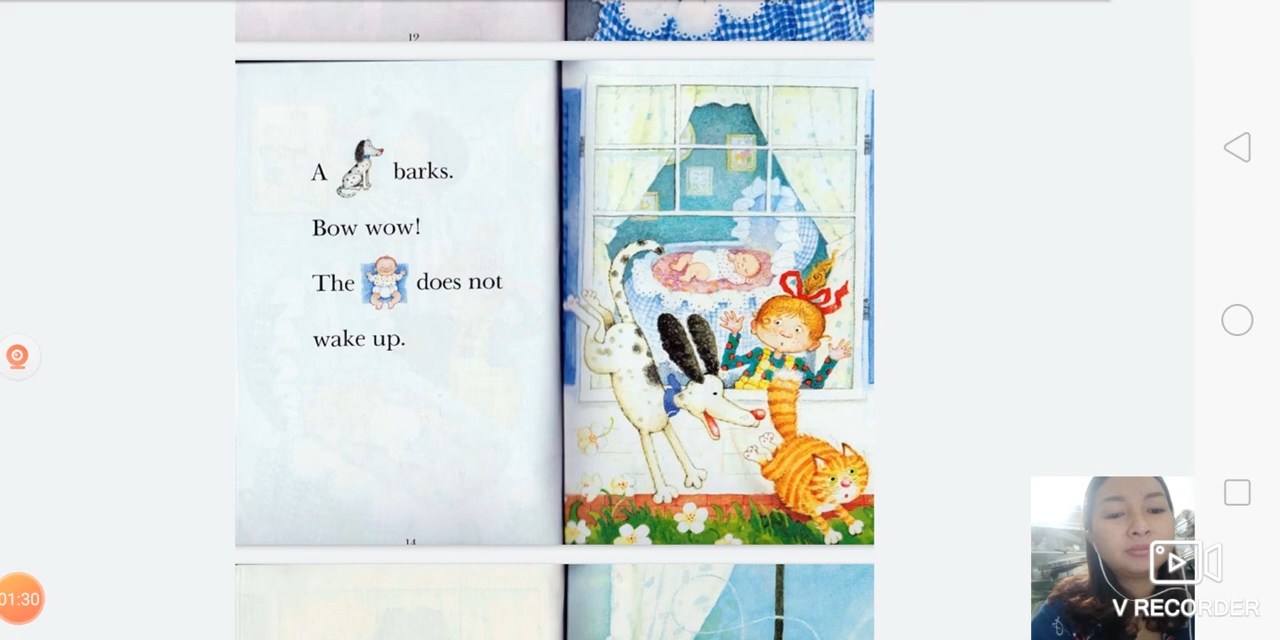 12
A barks.
Bow wow!
The does not
wake up.
14
01:30
V RECORDER